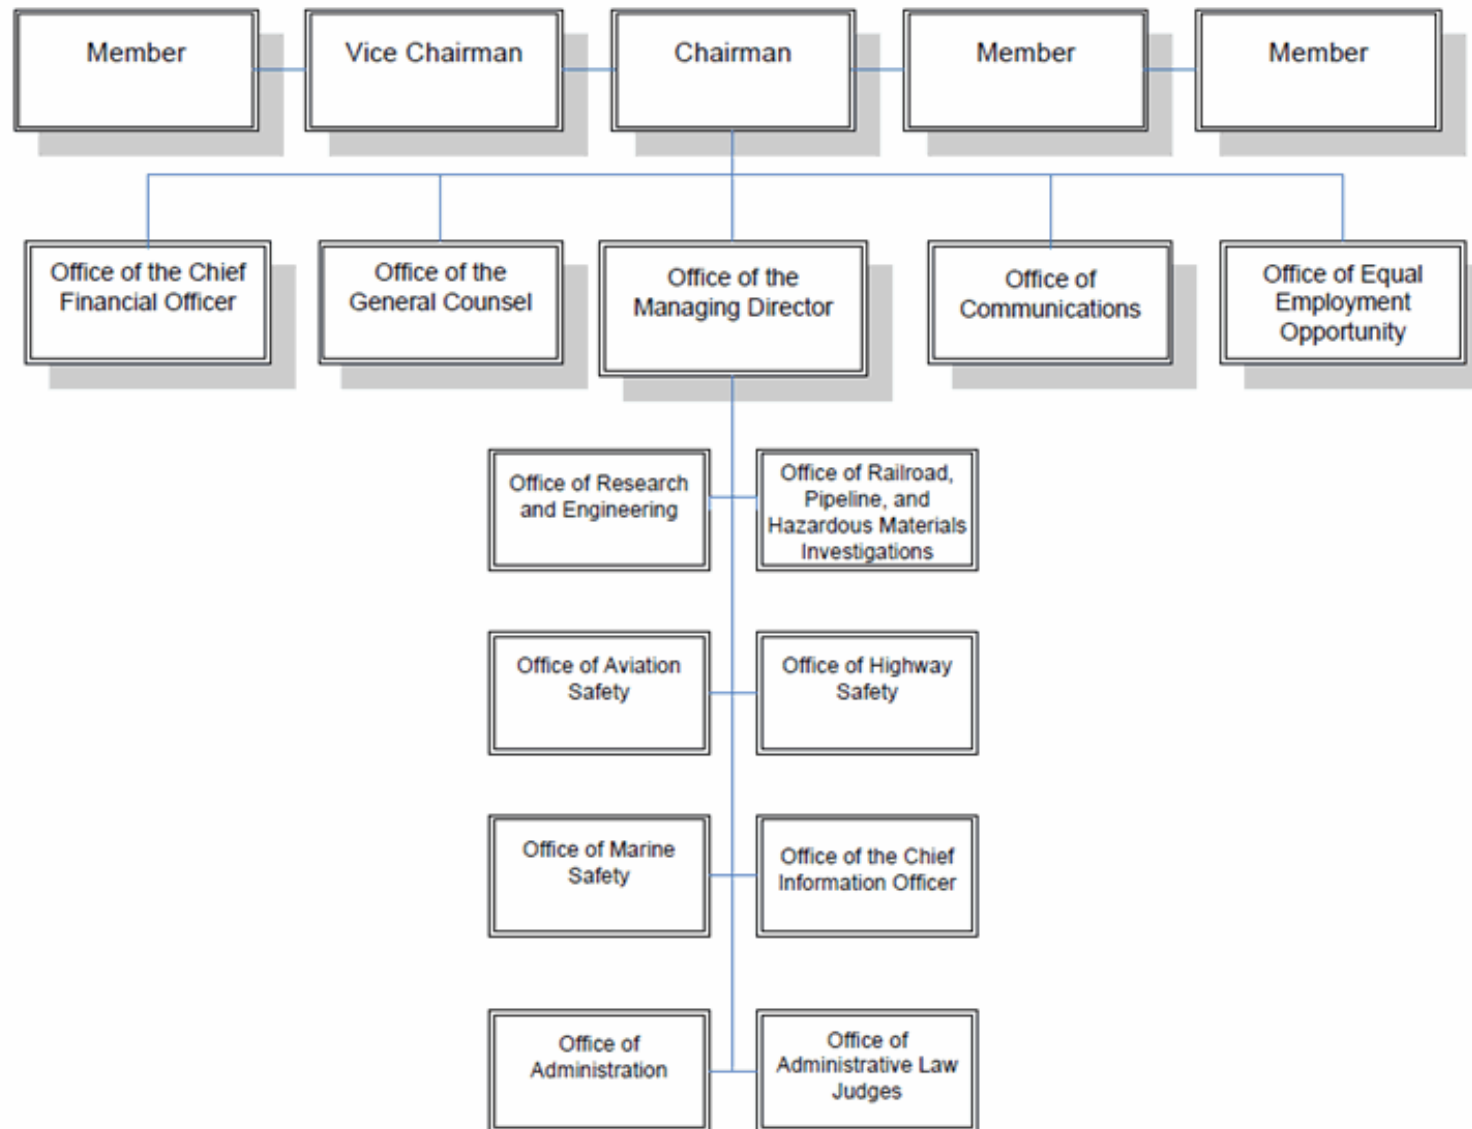 Member
Vice Chairman
Chairman
Member
Member
Office of the Chief
Financial Officer
Office of the
General Counsel
Office of the
Managing Director
Office of
Communications
Office of Equal
Employment
Opportunity
Office of Research
and Engineering
Office of Railroad,
Pipeline, and
Hazardous Materials
Investigations
Office of Aviation
Safety
Office of Highway
Safety
Office of Marine
Safety
Office of the Chief
Information Officer
Office of
Administration
Office of
Administrative Law
Judges